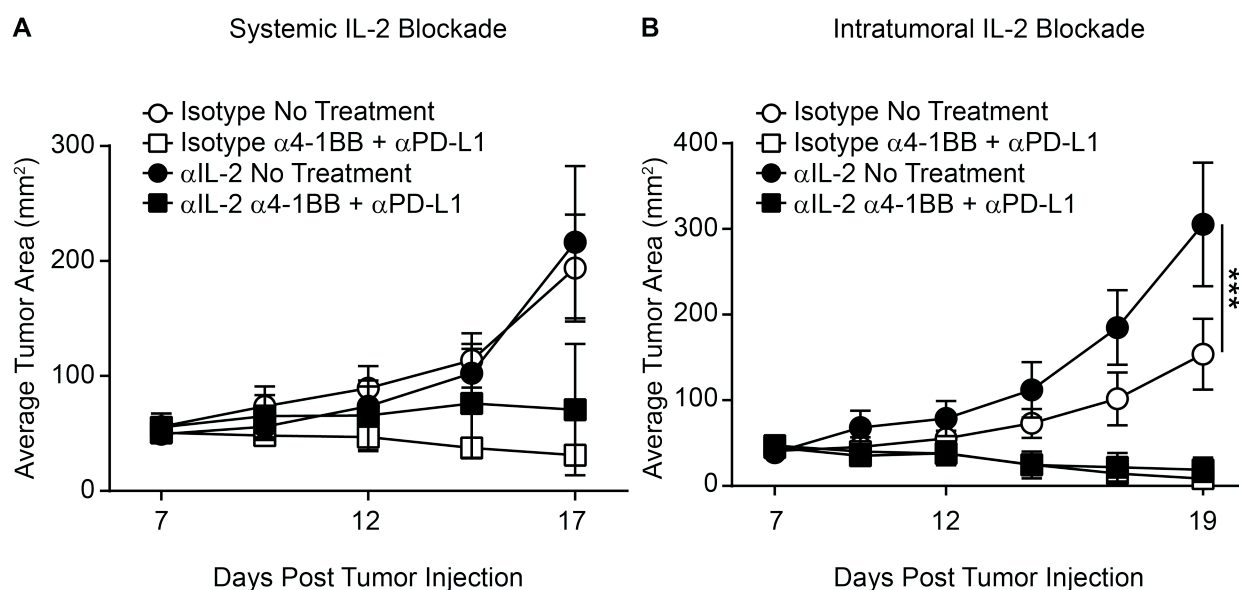 A
Systemic IL-2 Blockade
Isotype No Treatment
Isotype α4-1BB + αPD-L1
αIL-2 No Treatment
αIL-2 α4-1BB + αPD-L1
Average Tumor Area (mm²)
300
200
100
0
7
12
17
Days Post Tumor Injection
B
Intratumoral IL-2 Blockade
Isotype No Treatment
Isotype α4-1BB + αPD-L1
αIL-2 No Treatment
αIL-2 α4-1BB + αPD-L1
Average Tumor Area (mm²)
400
300
200
100
0
***
7
12
19
Days Post Tumor Injection